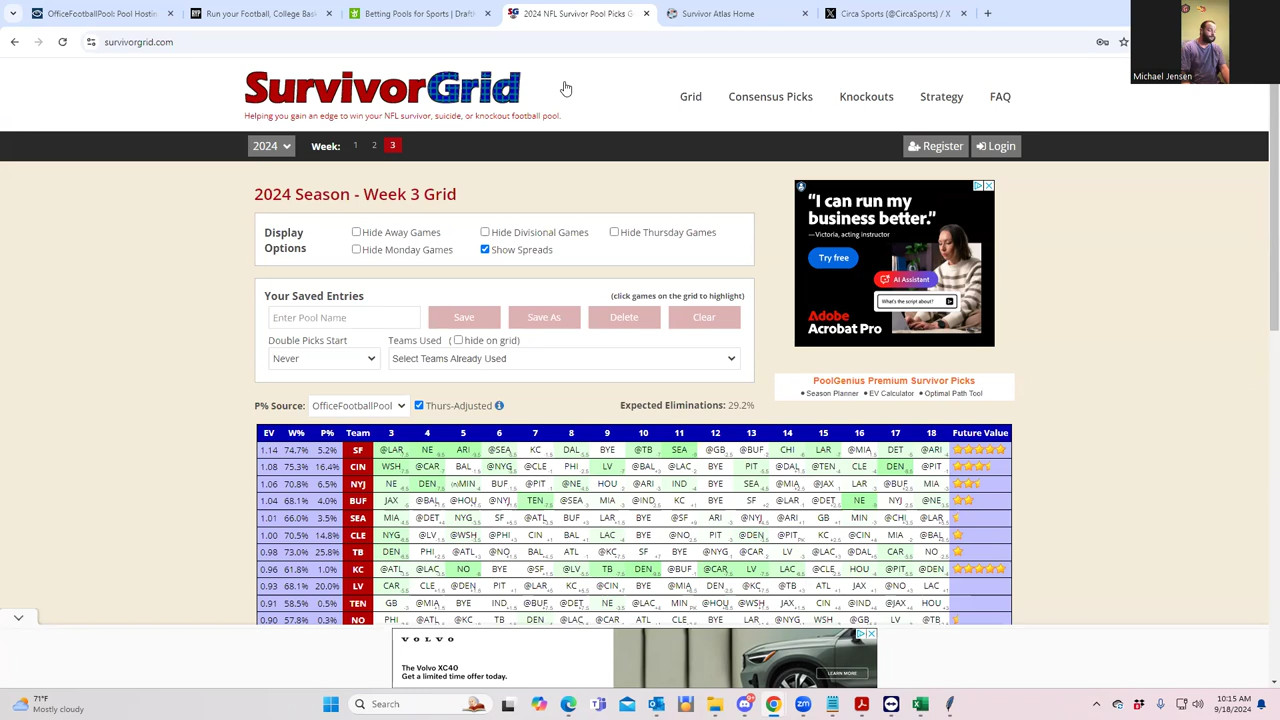 OfficeFootballPool Pool Hostin
Run your Football, College Bas
Betting Pools for Sports | Draft
2024 NFL Survivor Pool Picks G
Survivor Atlas Home
Circa Sports (@CircaSports) / X
survivorgrid.com
Michael Jensen
SurvivorGrid
Helping you gain an edge to win your NFL survivor, suicide, or knockout football pool.
Grid Consensus Picks Knockouts Strategy FAQ
2024 Week: 1 2 3 Register Login
2024 Season - Week 3 Grid
Display Options
Hide Away Games Hide Divisional Games Hide Thursday Games
Hide Monday Games Show Spreads
Your Saved Entries (click games on the grid to highlight)
Enter Pool Name Save Save As Delete Clear
Double Picks Start Teams Used ( hide on grid)
Never Select Teams Already Used
P% Source: OfficeFootballPool Thurs-Adjusted Expected Eliminations: 29.2%
"I can run my
business better."
—Victoria, acting instructor
Try free
AI Assistant
What's the script about?
Adobe
Acrobat Pro
PoolGenius Premium Survivor Picks
• Season Planner • EV Calculator • Optimal Path Tool
EV W% P% Team 3 4 5 6 7 8 9 10 11 12 13 14 15 16 17 18 Future Value
1.14 74.7% 5.2% SF @LAR NE ARI @SEA KC DAL BYE @TB SEA @GB @BUF CHI LAR @MIA DET @ARI
1.08 75.3% 16.4% CIN WSH @CAR BAL @NYG @CLE PHI LV @BAL @LAC BYE PIT @DAL @TEN CLE DEN @PIT
1.06 70.8% 6.5% NYJ NE DEN @MIN BUF @PIT @NE HOU @ARI IND BYE SEA @MIA @JAX LAR @BUF MIA
1.04 68.1% 4.0% BUF JAX @BAL @HOU @NYJ TEN @SEA MIA @IND KC BYE SF @LAR @DET NE NYJ @NE
1.01 66.0% 3.5% SEA MIA @DET NYG SF @ATL BUF LAR BYE @SF ARI @NYJ @ARI GB MIN @CHI @LAR
1.00 70.5% 14.8% CLE NYG @LV @WSH @PHI CIN BAL LAC BYE @NO PIT @DEN @PIT KC @CIN MIA @BAL
0.98 73.0% 25.8% TB DEN PHI @ATL @NO BAL ATL @KC SF BYE @NYG @CAR LV @LAC @DAL CAR NO
0.96 61.8% 1.0% KC @ATL @LAC NO BYE @SF @LV TB DEN @BUF @CAR LV LAC @CLE HOU @PIT @DEN
0.93 68.1% 20.0% LV CAR CLE @DEN PIT @LAR KC @CIN BYE @MIA DEN @KC @TB ATL JAX @NO LAC
0.91 58.5% 0.5% TEN GB @MIA BYE IND @BUF @DET NE @LAC MIN @HOU @WSH JAX CIN @IND @JAX HOU
0.90 57.8% 0.3% NO PHI @ATL @KC TB DEN @LAC @CAR ATL CLE BYE LAR @NYG WSH @GB LV @TB
VOLVO
The Volvo XC40
Get a limited time offer today.
LEARN MORE
71°F
Mostly cloudy
Search
10:15 AM
9/18/2024